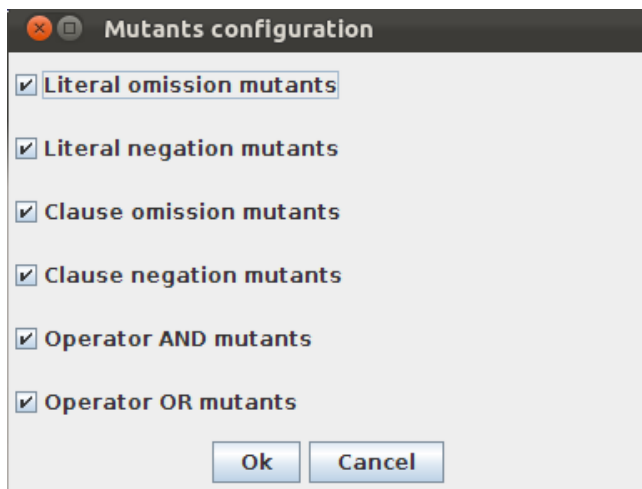 Mutants configuration
Literal omission mutants
Literal negation mutants
Clause omission mutants
Clause negation mutants
Operator AND mutants
Operator OR mutants
Ok Cancel